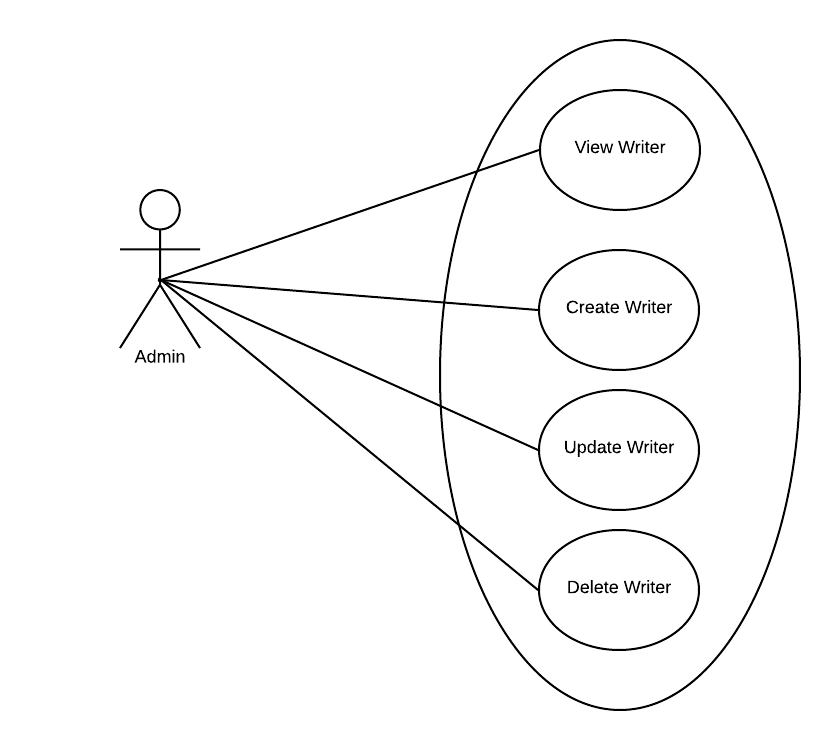 View Writer
Create Writer
Admin
Update Writer
Delete Writer